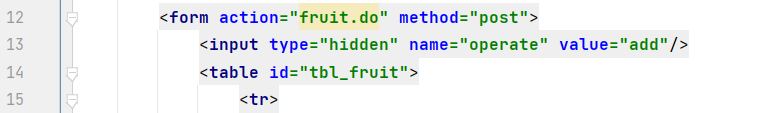 12 <form action="fruit.do" method="post">
13 <input type="hidden" name="operate" value="add"/>
14 <table id="tbl_fruit">
15 <tr>